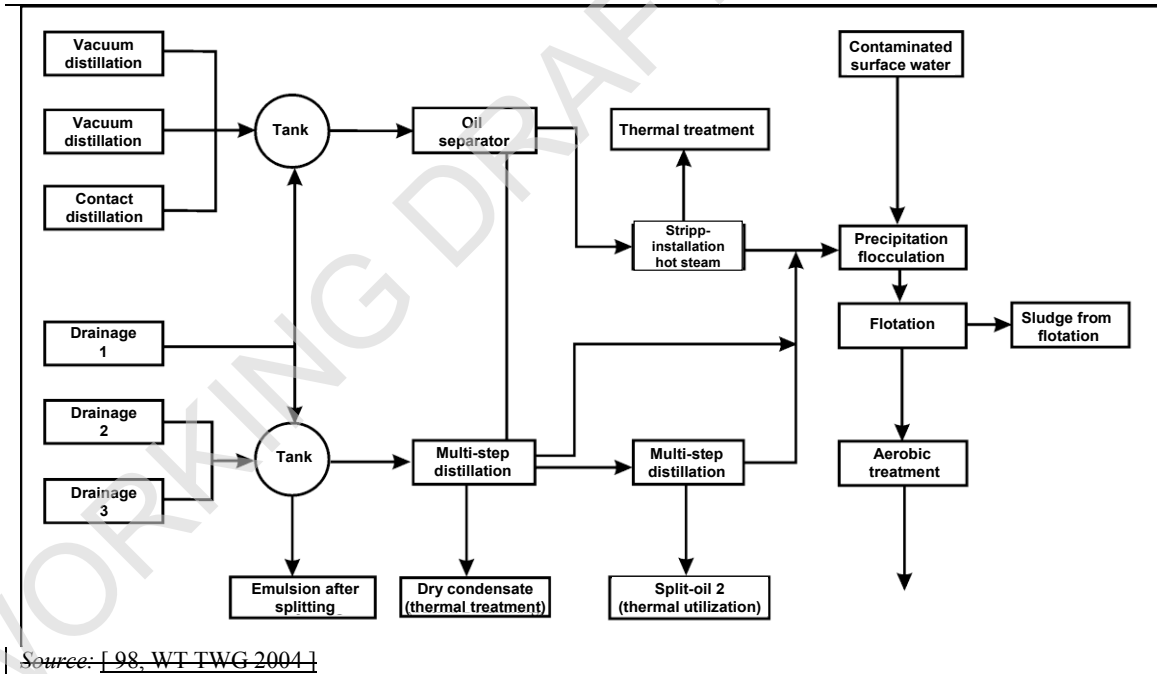 Vacuum
distillation
Vacuum
distillation
Contact
distillation
Drainage
1
Drainage
2
Drainage
3
Tank
Tank
Emulsion after
splitting
Oil
separator
Multi-step
distillation
Dry condensate
(thermal treatment)
Thermal treatment
Stripp-
installation
hot steam
Multi-step
distillation
Split-oil 2
(thermal utilization)
Contaminated
surface water
Precipitation
flocculation
Flotation
Sludge from
flotation
Aerobic
treatment
Source: [ 98, WT TWG 2004 ]
WORKING DRAF